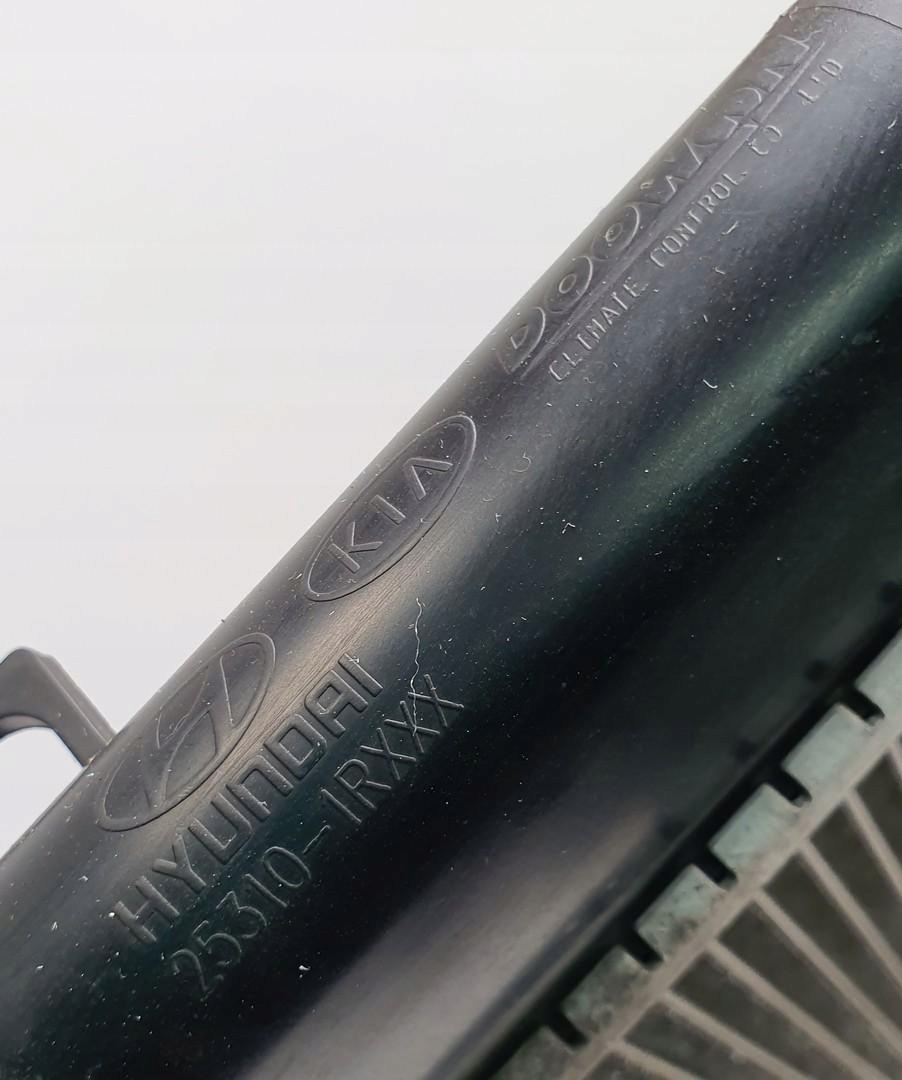 DOOWON
CLIMATE CONTROL CO LTD
KIA
HYUNDAI
25310-1RXXX